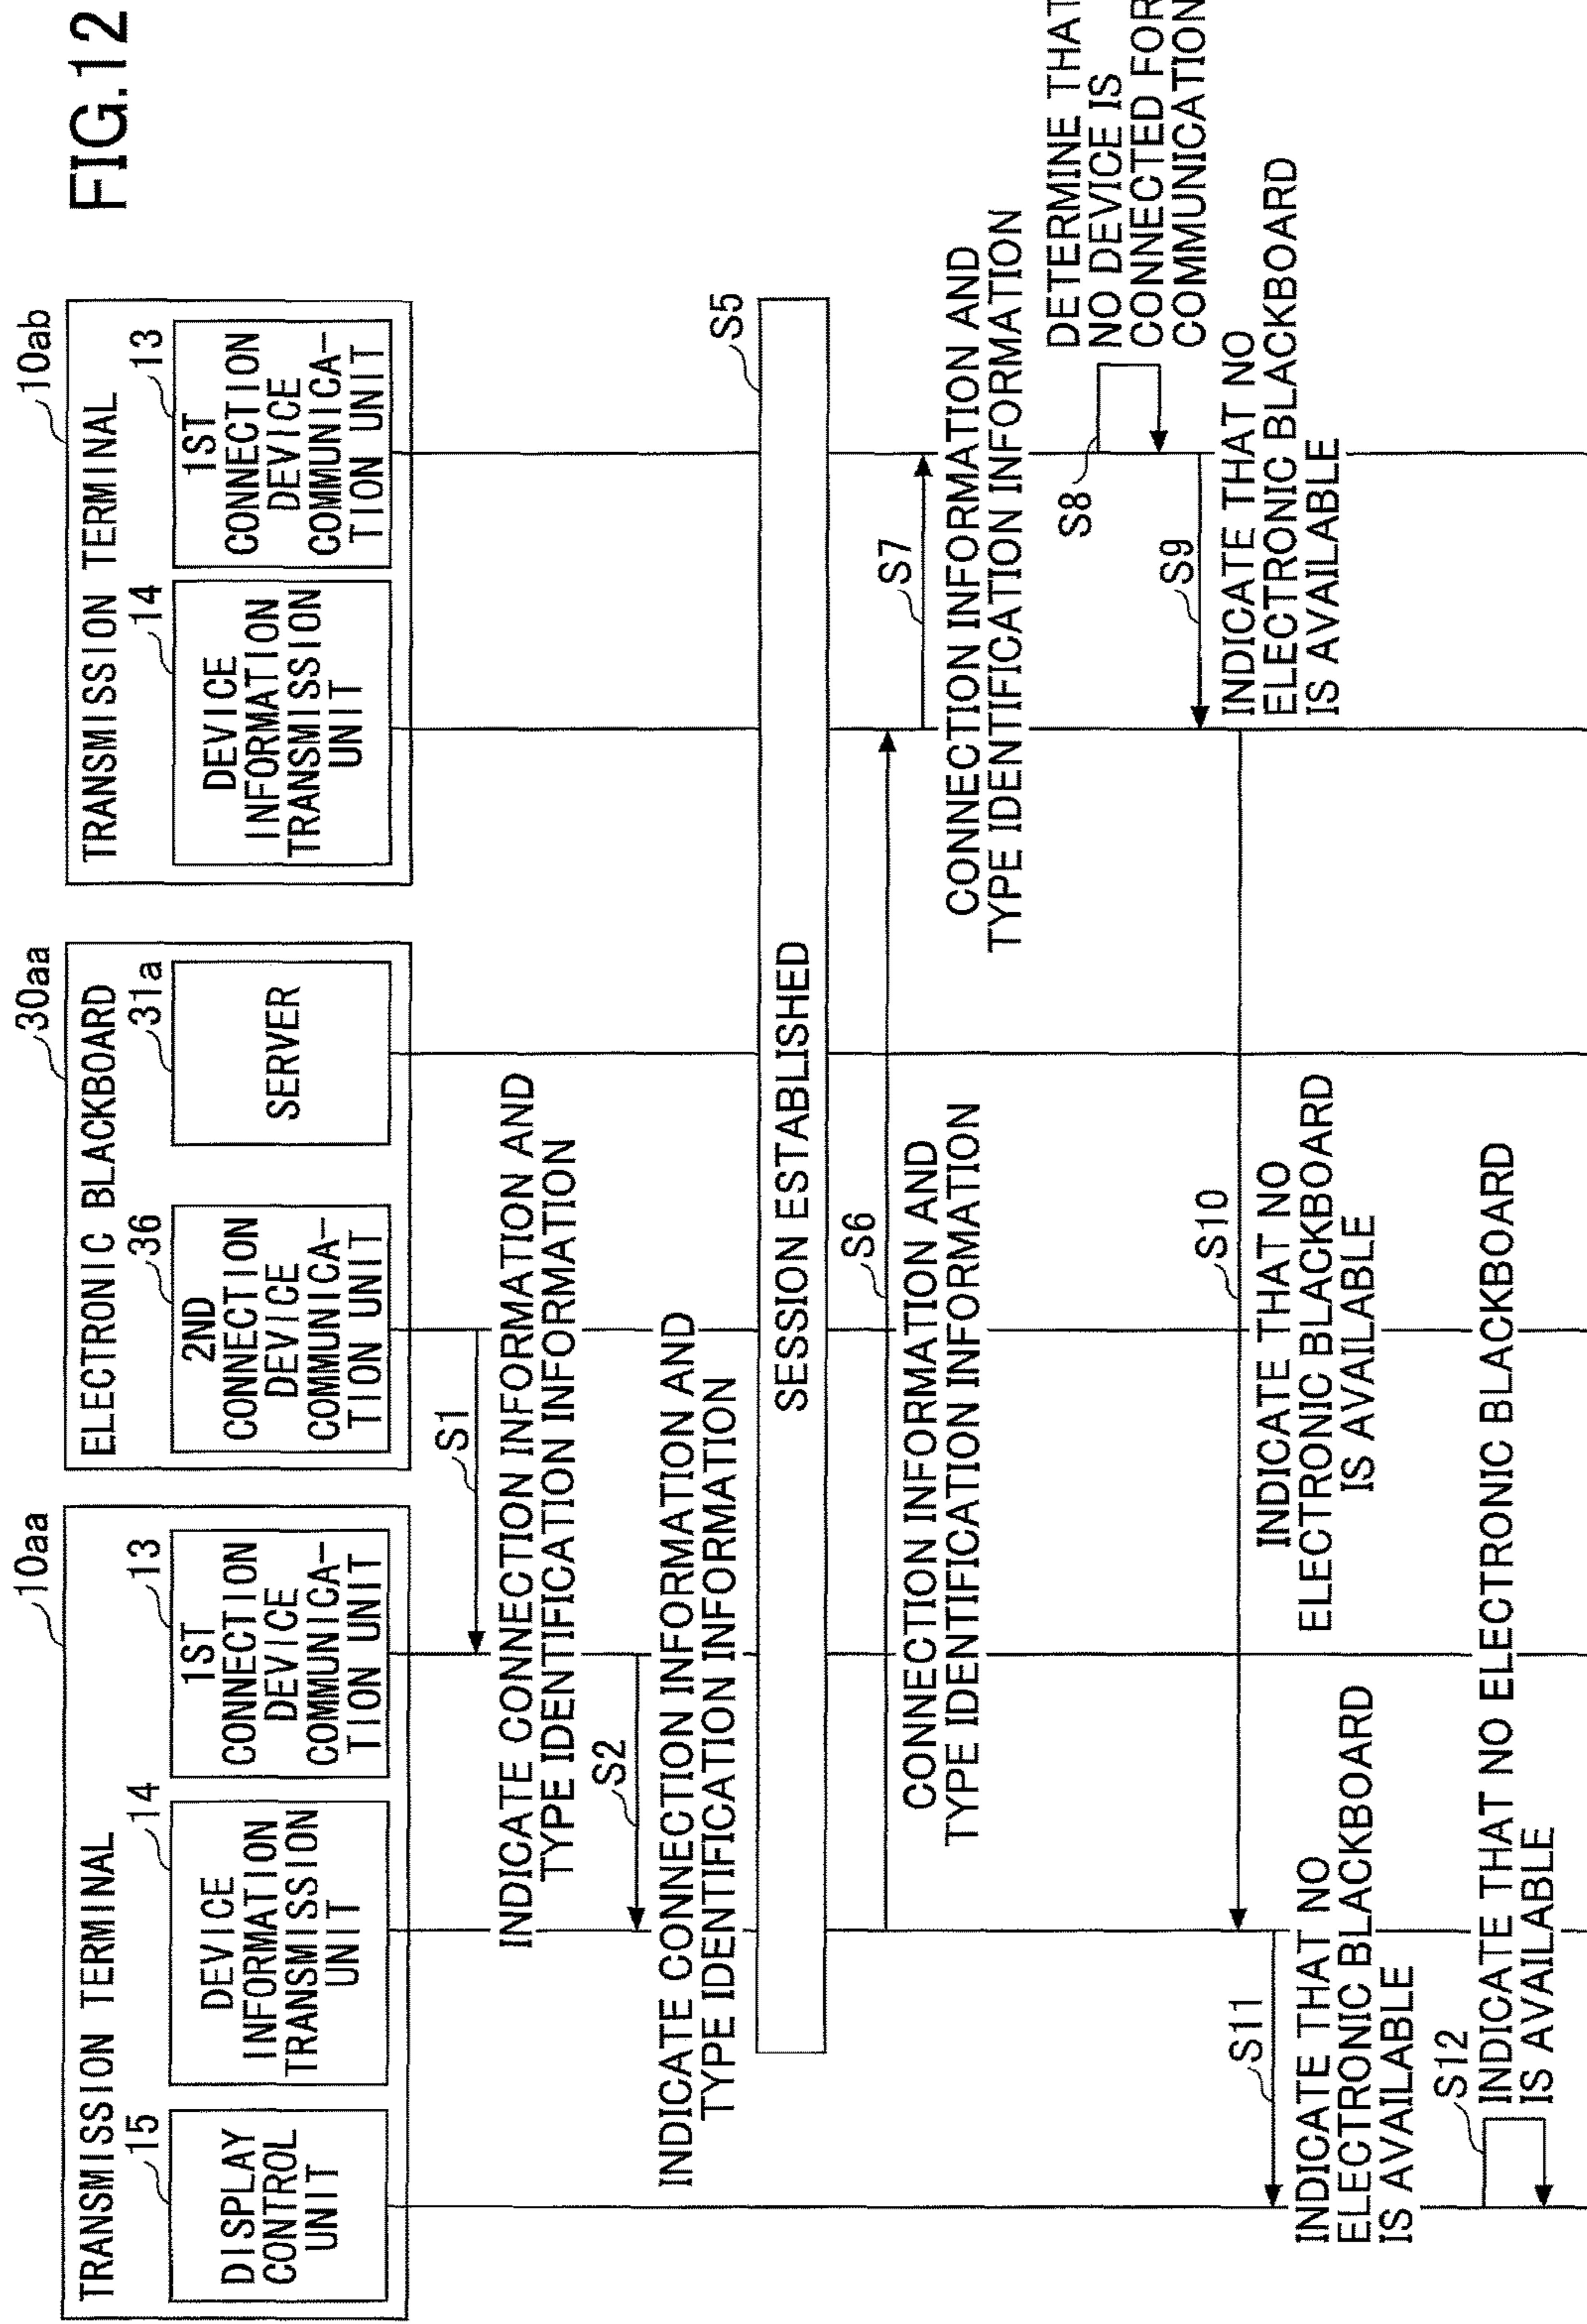 FIG.12
10aa
TRANSMISSION TERMINAL
15
DISPLAY
CONTROL
UNIT
14
DEVICE
INFORMATION
TRANSMISSION
UNIT
13
1ST
CONNECTION
DEVICE
COMMUNICA-
TION UNIT
30aa
ELECTRONIC BLACKBOARD
36
2ND
CONNECTION
DEVICE
COMMUNICA-
TION UNIT
31a
SERVER
10ab
TRANSMISSION TERMINAL
14
DEVICE
INFORMATION
TRANSMISSION
UNIT
13
1ST
CONNECTION
DEVICE
COMMUNICA-
TION UNIT
S1
INDICATE CONNECTION INFORMATION AND
TYPE IDENTIFICATION INFORMATION
S2
INDICATE CONNECTION INFORMATION AND
TYPE IDENTIFICATION INFORMATION
S5
SESSION ESTABLISHED
S6
CONNECTION INFORMATION AND
TYPE IDENTIFICATION INFORMATION
S7
CONNECTION INFORMATION AND
TYPE IDENTIFICATION INFORMATION
S8
DETERMINE THAT
NO DEVICE IS
CONNECTED FOR
COMMUNICATION
S9
INDICATE THAT NO
ELECTRONIC BLACKBOARD
IS AVAILABLE
S10
INDICATE THAT NO
ELECTRONIC BLACKBOARD
IS AVAILABLE
S11
INDICATE THAT NO
ELECTRONIC BLACKBOARD
IS AVAILABLE
S12
INDICATE THAT NO ELECTRONIC BLACKBOARD
IS AVAILABLE